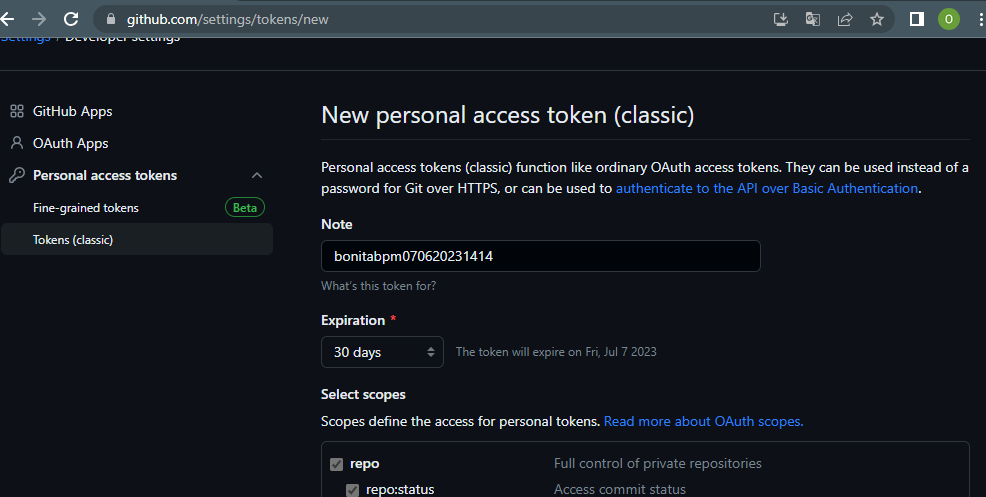 github.com/settings/tokens/new
O
Settings / Developer settings
GitHub Apps
OAuth Apps
Personal access tokens
Fine-grained tokens Beta
Tokens (classic)
New personal access token (classic)
Personal access tokens (classic) function like ordinary OAuth access tokens. They can be used instead of a
password for Git over HTTPS, or can be used to authenticate to the API over Basic Authentication.
Note
bonitabpm070620231414
What's this token for?
Expiration *
30 days The token will expire on Fri, Jul 7 2023
Select scopes
Scopes define the access for personal tokens. Read more about OAuth scopes.
repo Full control of private repositories
repo:status Access commit status